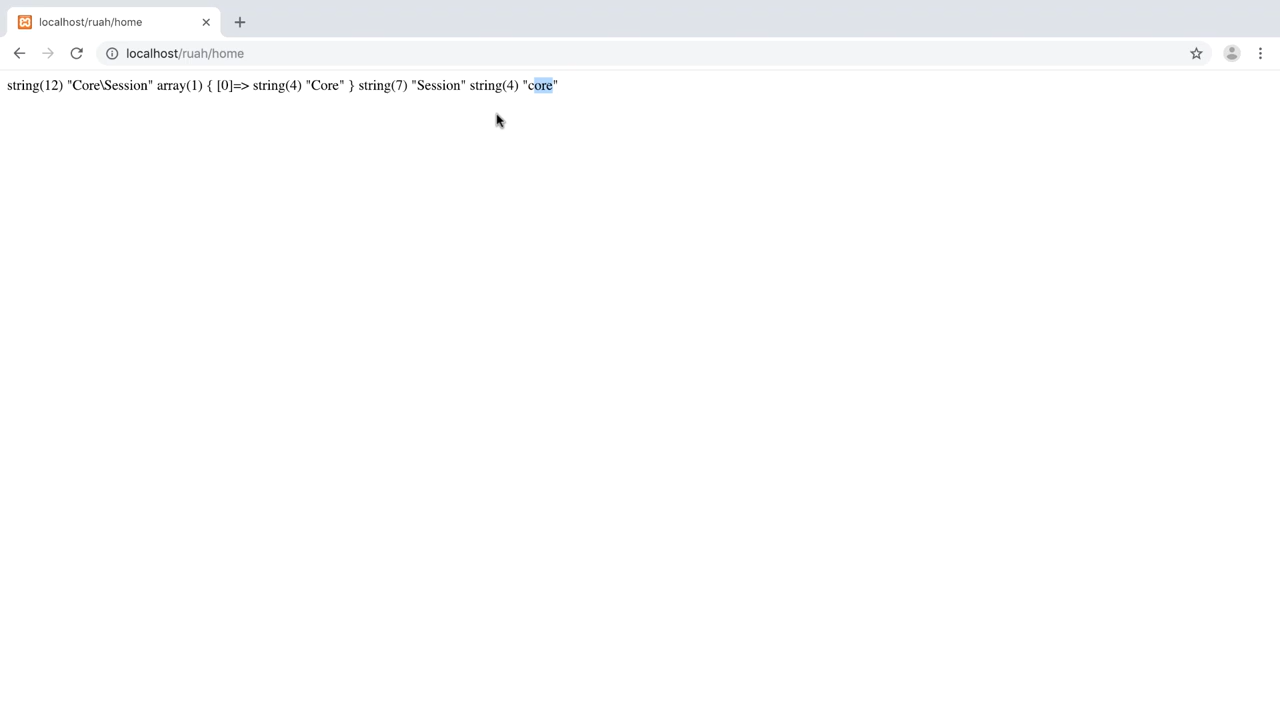 localhost/ruah/home
localhost/ruah/home
string(12) "Core\Session" array(1) { [0]=> string(4) "Core" } string(7) "Session" string(4) "core"